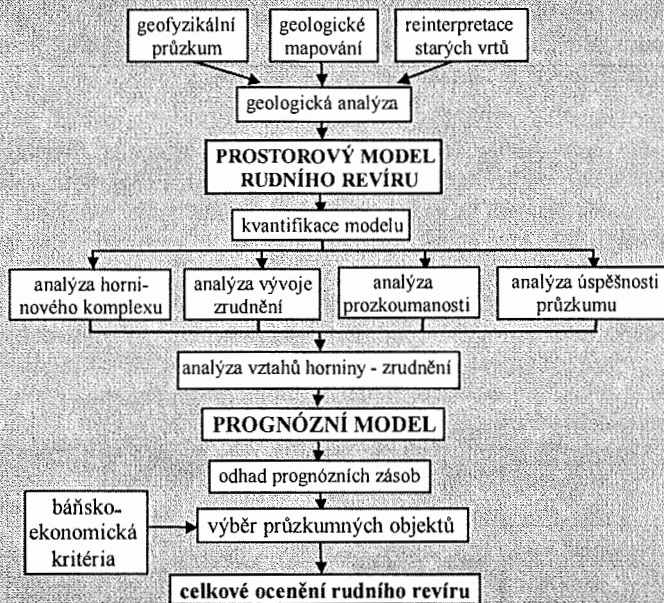 geofyzikální
průzkum
geologické
mapování
reinterpretace
starých vrtů
geologická analýza
PROSTOROVÝ MODEL
RUDNÍHO REVÍRU
kvantifikace modelu
analýza horni-
nového komplexu
analýza vývoje
zrudnění
analýza
prozkoumanosti
analýza úspěšnosti
průzkumu
analýza vztahů horniny - zrudnění
PROGNÓZNÍ MODEL
odhad prognózních zásob
báňsko-
ekonomická
kritéria
výběr průzkumných objektů
celkové ocenění rudního revíru